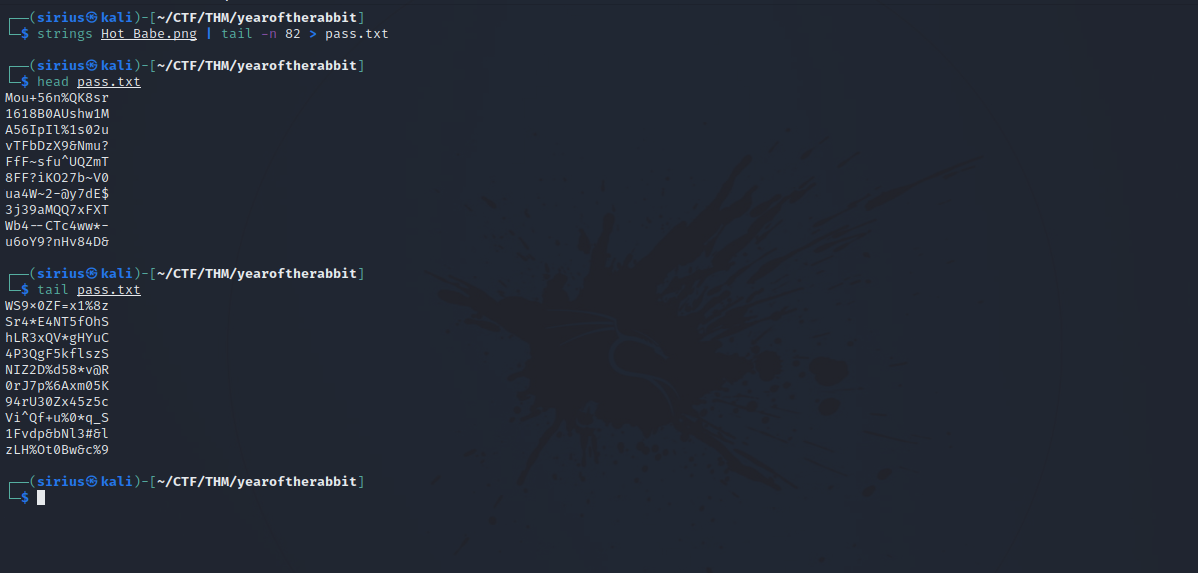 ┌──(sirius㉿kali)-[~/CTF/THM/yearoftherabbit]
└─$ strings Hot_Babe.png | tail -n 82 > pass.txt
┌──(sirius㉿kali)-[~/CTF/THM/yearoftherabbit]
└─$ head pass.txt
Mou+56n%QK8sr
1618B0AUshw1M
A56IpIl%1s02u
vTFbDzX9&Nmu?
FfF~sfu^UQZmT
8FF?iKO27b~V0
ua4W~2-@y7dE$
3j39aMQQ7xFXT
Wb4--CTc4ww*-
u6oY9?nHv84D&
┌──(sirius㉿kali)-[~/CTF/THM/yearoftherabbit]
└─$ tail pass.txt
WS9×0ZF=x1%8z
Sr4*E4NT5fOhS
hLR3xQV*gHYuC
4P3QgF5kflszS
NIZ2D%d58*v@R
0rJ7p%6Axm05K
94rU30Zx45z5c
Vi^Qf+u%0*q_S
1Fvdp&bNl3#&l
zLH%Ot0Bw&c%9
┌──(sirius㉿kali)-[~/CTF/THM/yearoftherabbit]
└─$